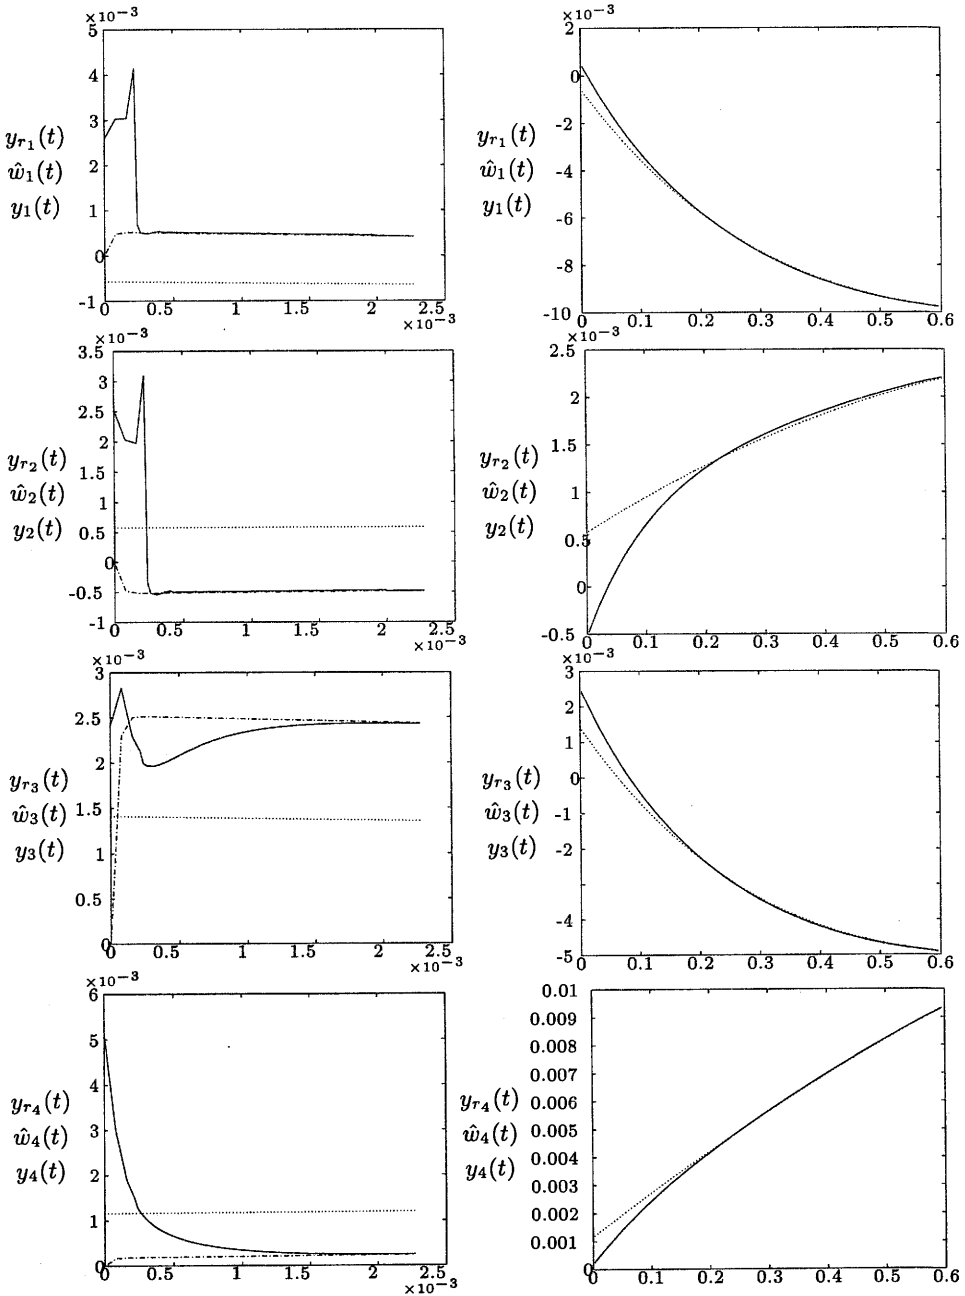 ×10⁻³
5
4
3
2
1
0
-1
y_{r_1}(t)
ŵ_1(t)
y_1(t)
0 0.5 1 1.5 2 2.5
×10⁻³
×10⁻³
2
0
-2
-4
-6
-8
-10
y_{r_1}(t)
ŵ_1(t)
y_1(t)
0 0.1 0.2 0.3 0.4 0.5 0.6
×10⁻³
3.5
3
2.5
2
1.5
1
0.5
0
-0.5
-1
y_{r_2}(t)
ŵ_2(t)
y_2(t)
0 0.5 1 1.5 2 2.5
×10⁻³
×10⁻³
2.5
2
1.5
1
0.5
0
-0.5
y_{r_2}(t)
ŵ_2(t)
y_2(t)
0 0.1 0.2 0.3 0.4 0.5 0.6
×10⁻³
3
2.5
2
1.5
1
0.5
0
y_{r_3}(t)
ŵ_3(t)
y_3(t)
0 0.5 1 1.5 2 2.5
×10⁻³
×10⁻³
3
2
1
0
-1
-2
-3
-4
-5
y_{r_3}(t)
ŵ_3(t)
y_3(t)
0 0.1 0.2 0.3 0.4 0.5 0.6
×10⁻³
6
5
4
3
2
1
0
y_{r_4}(t)
ŵ_4(t)
y_4(t)
0 0.5 1 1.5 2 2.5
×10⁻³
0.01
0.009
0.008
0.007
0.006
0.005
0.004
0.003
0.002
0.001
0
y_{r_4}(t)
ŵ_4(t)
y_4(t)
0 0.1 0.2 0.3 0.4 0.5 0.6